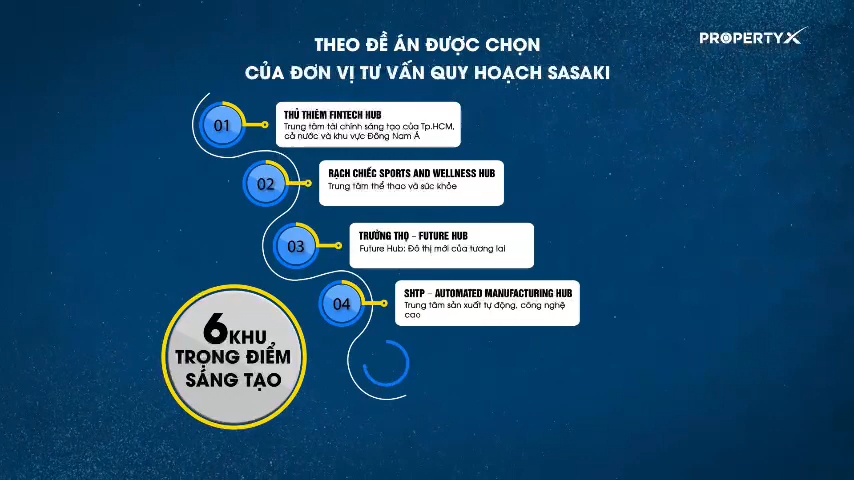 PROPERTYX
THEO ĐỀ ÁN ĐƯỢC CHỌN
CỦA ĐƠN VỊ TƯ VẤN QUY HOẠCH SASAKI
01
THỦ THIÊM FINTECH HUB
Trung tâm tài chính sáng tạo của Tp.HCM,
cả nước và khu vực Đông Nam Á
02
RẠCH CHIẾC SPORTS AND WELLNESS HUB
Trung tâm thể thao và sức khỏe
03
TRƯỜNG THỌ – FUTURE HUB
Future Hub: Đô thị mới của tương lai
04
SHTP – AUTOMATED MANUFACTURING HUB
Trung tâm sản xuất tự động, công nghệ
cao
6 KHU
TRỌNG ĐIỂM
SÁNG TẠO